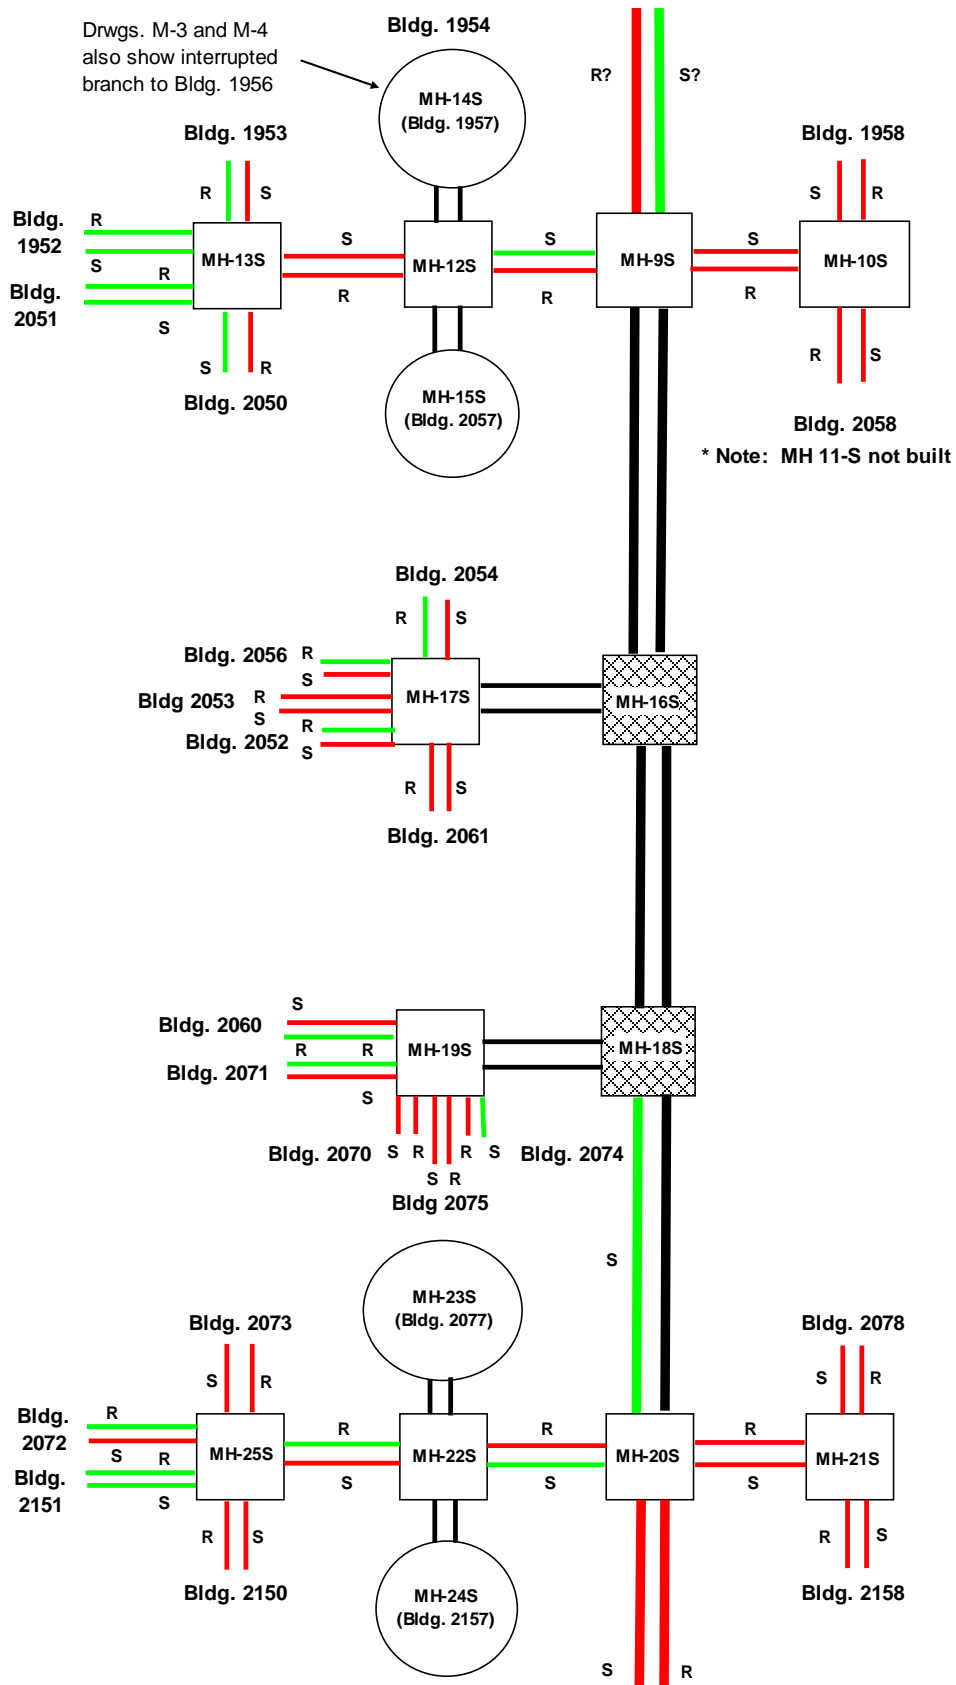 Drwgs. M-3 and M-4
also show interrupted
branch to Bldg. 1956
Bldg. 1954
MH-14S
(Bldg. 1957)
R?
S?
Bldg. 1953
R
S
Bldg. 1958
S
R
Bldg.
1952
R
S
R
Bldg.
2051
S
MH-13S
S
R
MH-12S
S
R
MH-9S
S
R
MH-10S
S
R
Bldg. 2050
MH-15S
(Bldg. 2057)
R
S
Bldg. 2058
* Note: MH 11-S not built
Bldg. 2054
R
S
Bldg. 2056
R
S
Bldg 2053
R
S
Bldg. 2052
R
S
MH-17S
MH-16S
R
S
Bldg. 2061
S
Bldg. 2060
R
R
Bldg. 2071
S
MH-19S
MH-18S
Bldg. 2070
S
R
S
R
R
S
Bldg. 2074
Bldg 2075
S
MH-23S
(Bldg. 2077)
Bldg. 2073
S
R
Bldg. 2078
S
R
Bldg.
2072
R
S
R
Bldg.
2151
S
MH-25S
R
S
MH-22S
R
S
MH-20S
R
S
MH-21S
R
S
Bldg. 2150
MH-24S
(Bldg. 2157)
R
S
Bldg. 2158
S
R